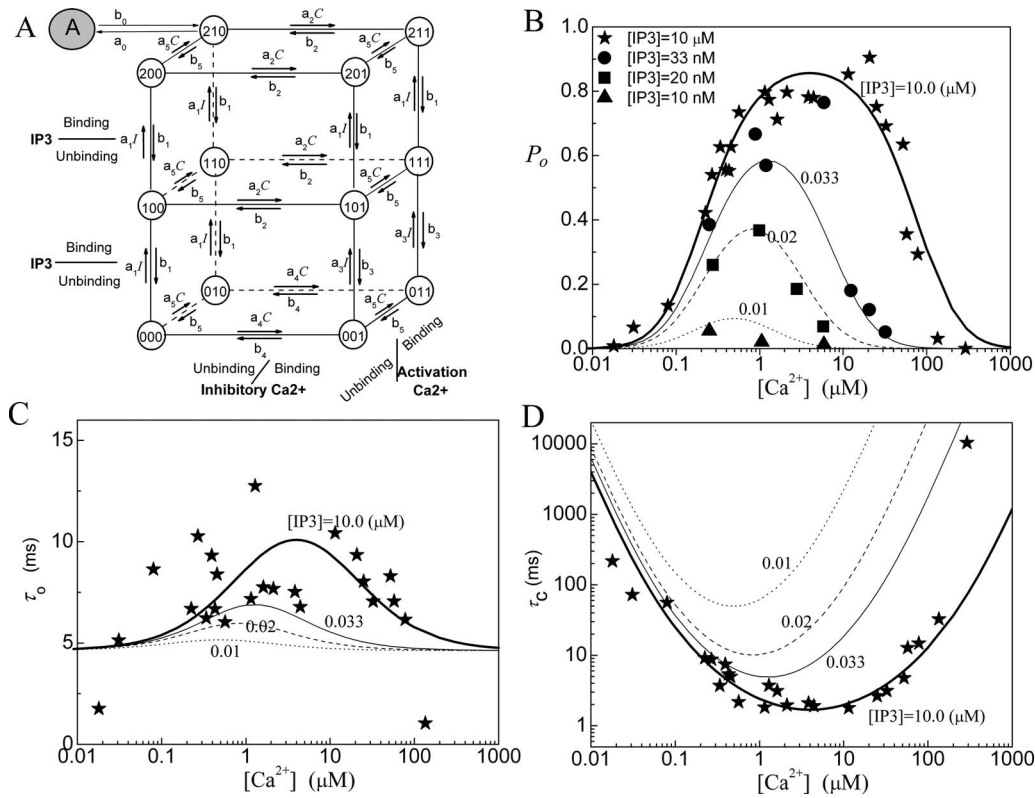 A
A
b₀
a₀
210
a₂C
b₂
211
a₅C
b₅
a₅C
b₅
200
a₂C
b₂
201
a₁I
b₁
a₁I
b₁
IP3 Binding
Unbinding
a₁I
b₁
a₁I
b₁
110
a₂C
b₂
111
a₅C
b₅
a₅C
b₅
100
a₂C
b₂
101
IP3 Binding
Unbinding
a₁I
b₁
a₁I
b₁
a₃I
b₃
a₃I
b₃
010
a₄C
b₄
011
a₅C
b₅
a₅C
b₅
000
a₄C
b₄
001
Unbinding / Binding
Inhibitory Ca2+
Unbinding
Binding
Activation
Ca2+
B
[IP3]=10 μM
[IP3]=33 nM
[IP3]=20 nM
[IP3]=10 nM
[IP3]=10.0 (μM)
0.033
0.02
0.01
Pₒ
1.0
0.8
0.6
0.4
0.2
0.0
0.01 0.1 1 10 100 1000
[Ca²⁺] (μM)
C
τₒ (ms)
15
10
5
0
[IP3]=10.0 (μM)
0.033
0.02
0.01
0.01 0.1 1 10 100 1000
[Ca²⁺] (μM)
D
τ_C (ms)
10000
1000
100
10
1
0.01
0.02
0.033
[IP3]=10.0 (μM)
0.01 0.1 1 10 100 1000
[Ca²⁺] (μM)